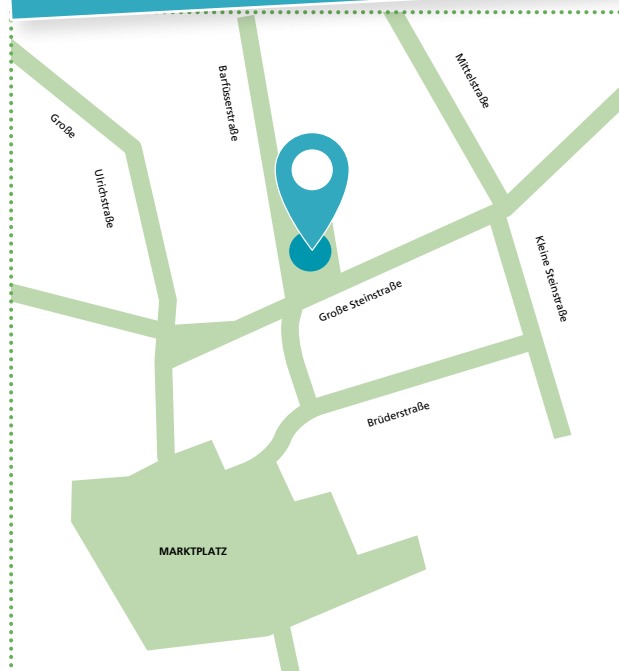 Mittelstraße
Barfüsserstraße
Große
Ulrichstraße
Kleine Steinstraße
Große Steinstraße
Brüderstraße
MARKTPLATZ